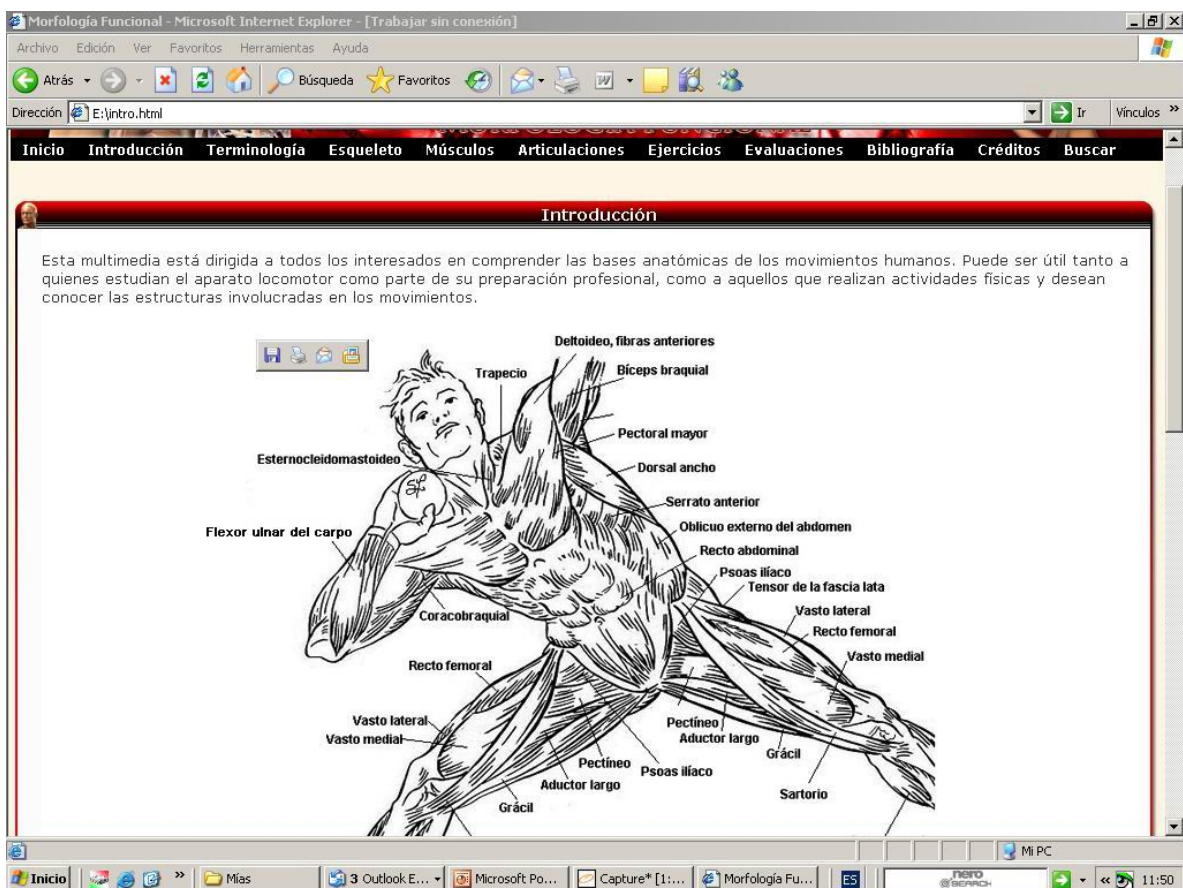 Morfología Funcional - Microsoft Internet Explorer - [Trabajar sin conexión]
Archivo Edición Ver Favoritos Herramientas Ayuda
Atrás Búsqueda Favoritos
Dirección E:\intro.html Ir Vínculos »
Inicio Introducción Terminología Esqueleto Músculos Articulaciones Ejercicios Evaluaciones Bibliografía Créditos Buscar
Introducción
Esta multimedia está dirigida a todos los interesados en comprender las bases anatómicas de los movimientos humanos. Puede ser útil tanto a
quienes estudian el aparato locomotor como parte de su preparación profesional, como a aquellos que realizan actividades físicas y desean
conocer las estructuras involucradas en los movimientos.
Deltoideo, fibras anteriores
Trapecio
Bíceps braquial
Pectoral mayor
Esternocleidomastoideo
Dorsal ancho
Serrato anterior
Flexor ulnar del carpo
Oblicuo externo del abdomen
Recto abdominal
Psoas ilíaco
Tensor de la fascia lata
Coracobraquial
Vasto lateral
Recto femoral
Vasto medial
Recto femoral
Vasto lateral
Vasto medial
Pectíneo
Aductor largo
Grácil
Pectíneo
Psoas ilíaco
Aductor largo
Sartorio
Grácil
Mi PC
Inicio » Mías 3 Outlook E... Microsoft Po... Capture* [1:... Morfología Fu... ES nero SEARCH « 11:50